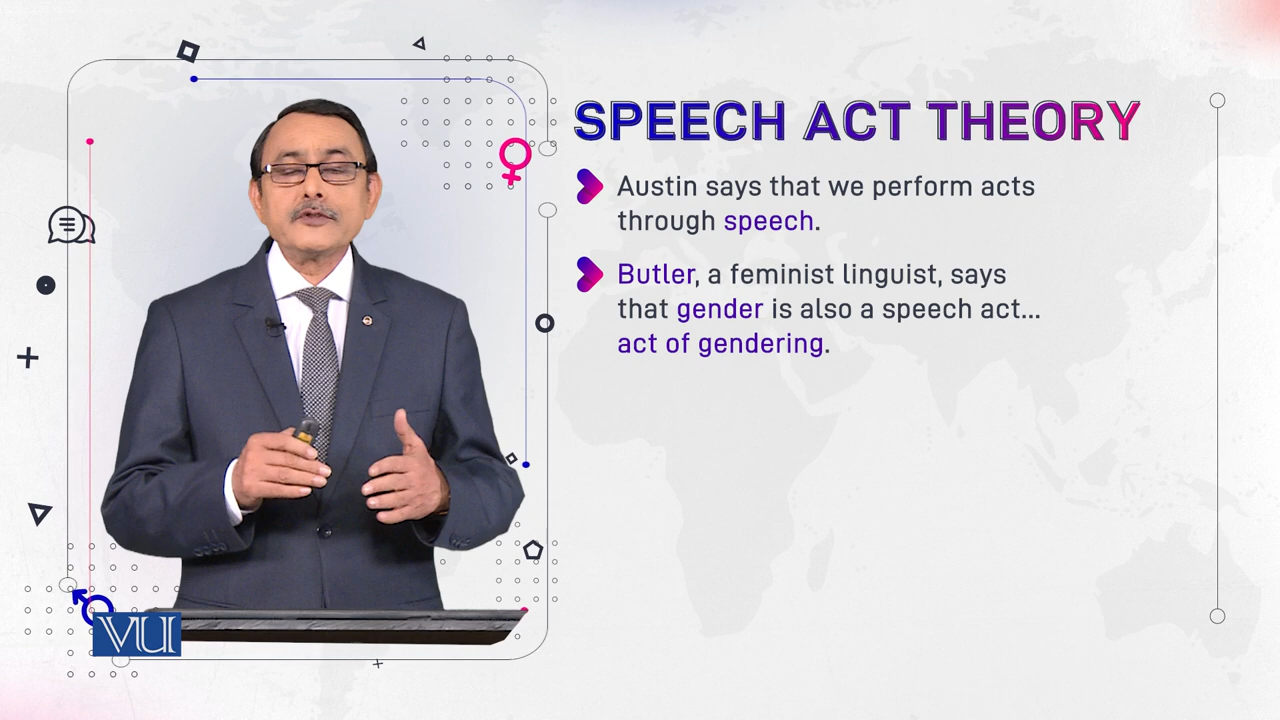 SPEECH ACT THEORY
Austin says that we perform acts
through speech.
Butler, a feminist linguist, says
that gender is also a speech act...
act of gendering.
VU